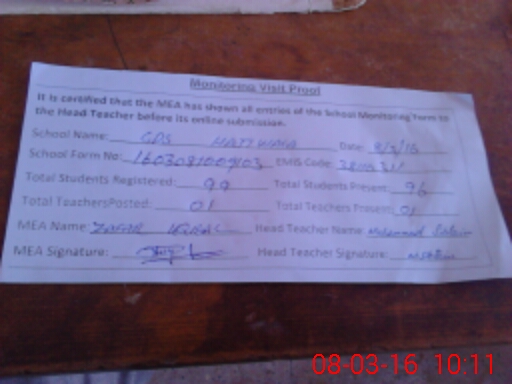 Monitoring Visit Proof
It is certified that the MEA has shown all entries of the School Monitoring Form to
the Head Teacher before its online submission.
School Name: GPS Date: 8/3/16
School Form No: EMIS Code:
Total Students Registered: 99 Total Students Present: 96
Total TeachersPosted: 01 Total Teachers Present: 01
MEA Name: ZAFAR IQBAL Head Teacher Name: Mohammad
MEA Signature: Head Teacher Signature:
08-03-16 10:11